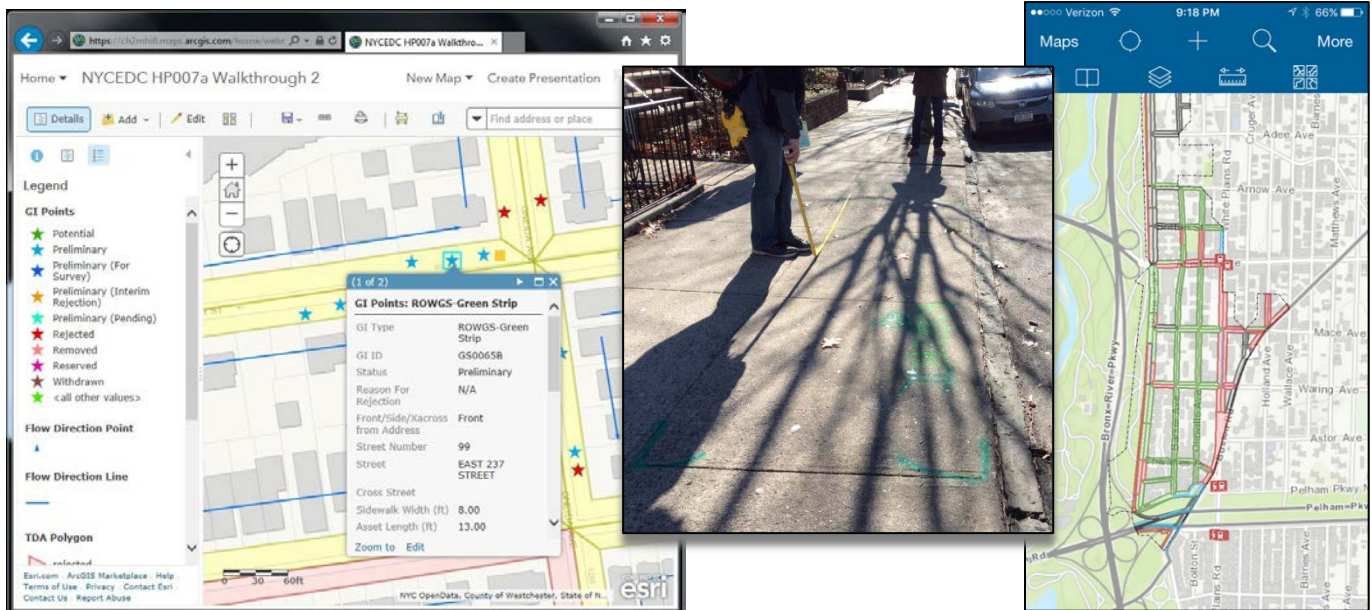 https://ch2mhill.maps.arcgis.com/home/webr
NYCEDC HP007a Walkthro...
Home NYCEDC HP007a Walkthrough 2 New Map Create Presentation
Details Add Edit Find address or place
Legend
GI Points
Potential
Preliminary
Preliminary (For
Survey)
Preliminary (Interim
Rejection)
Preliminary (Pending)
Rejected
Removed
Reserved
Withdrawn
<all other values>
Flow Direction Point
Flow Direction Line
TDA Polygon
Esri.com . ArcGIS Marketplace . Help .
Terms of Use . Privacy . Contact Esri .
Contact Us . Report Abuse
(1 of 2)
GI Points: ROWGS-Green Strip
GI Type ROWGS-Green
Strip
GI ID GS0065B
Status Preliminary
Reason For N/A
Rejection
Front/Side/Xacross Front
from Address
Street Number 99
Street EAST 237
STREET
Cross Street
Sidewalk Width (ft) 8.00
Asset Length (ft) 13.00
Zoom to Edit
0 30 60ft
NYC OpenData, County of Westchester, State of N...
esri
Verizon 9:18 PM 66%
Maps More
Cruger Av
Barnes
Adee Ave
White Plains Rd
Arnow Ave
Matthews Ave
Bronx-River-Pkwy
Mace Ave
Holland Ave
Wallace Ave
Waring Ave
Astor Ave
Pelham Pkwy N
Pelham-Pkw
Bolton St
Barnes Ave